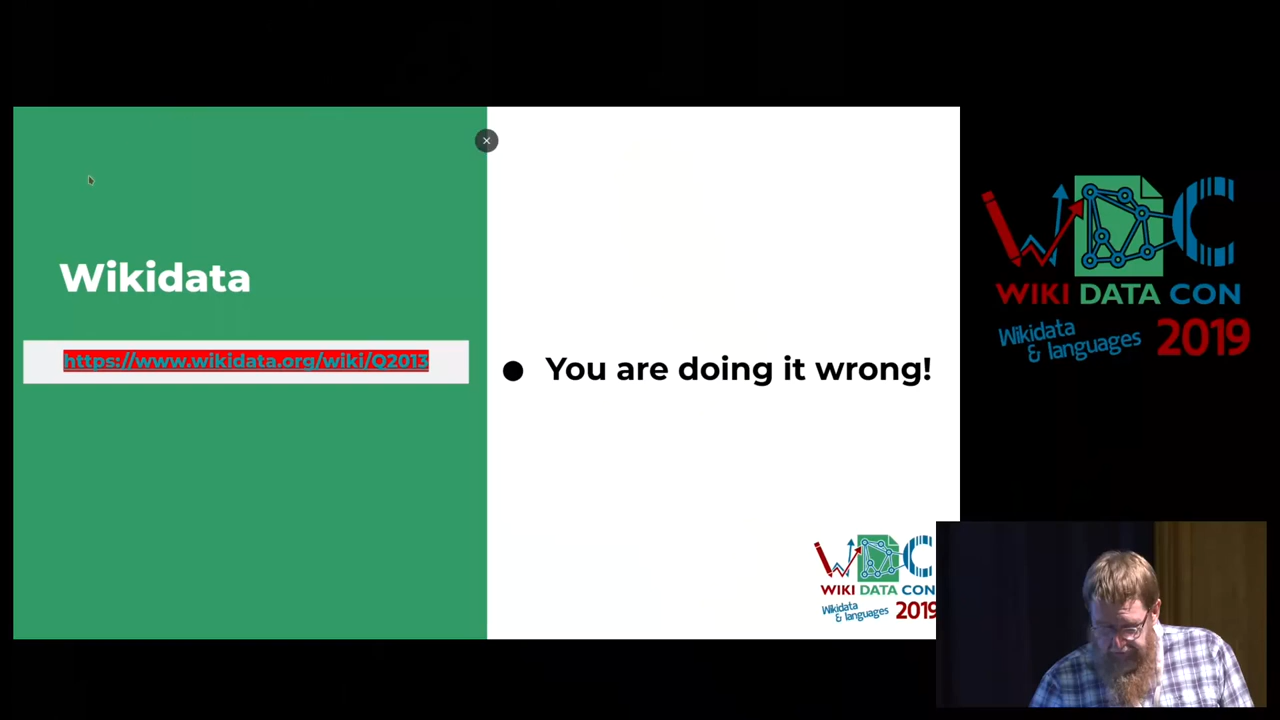 Wikidata
https://www.wikidata.org/wiki/Q2013
● You are doing it wrong!
WIKI DATA CON
Wikidata
& languages 2019
WDC
WIKI DATA CON
Wikidata
& languages 2019